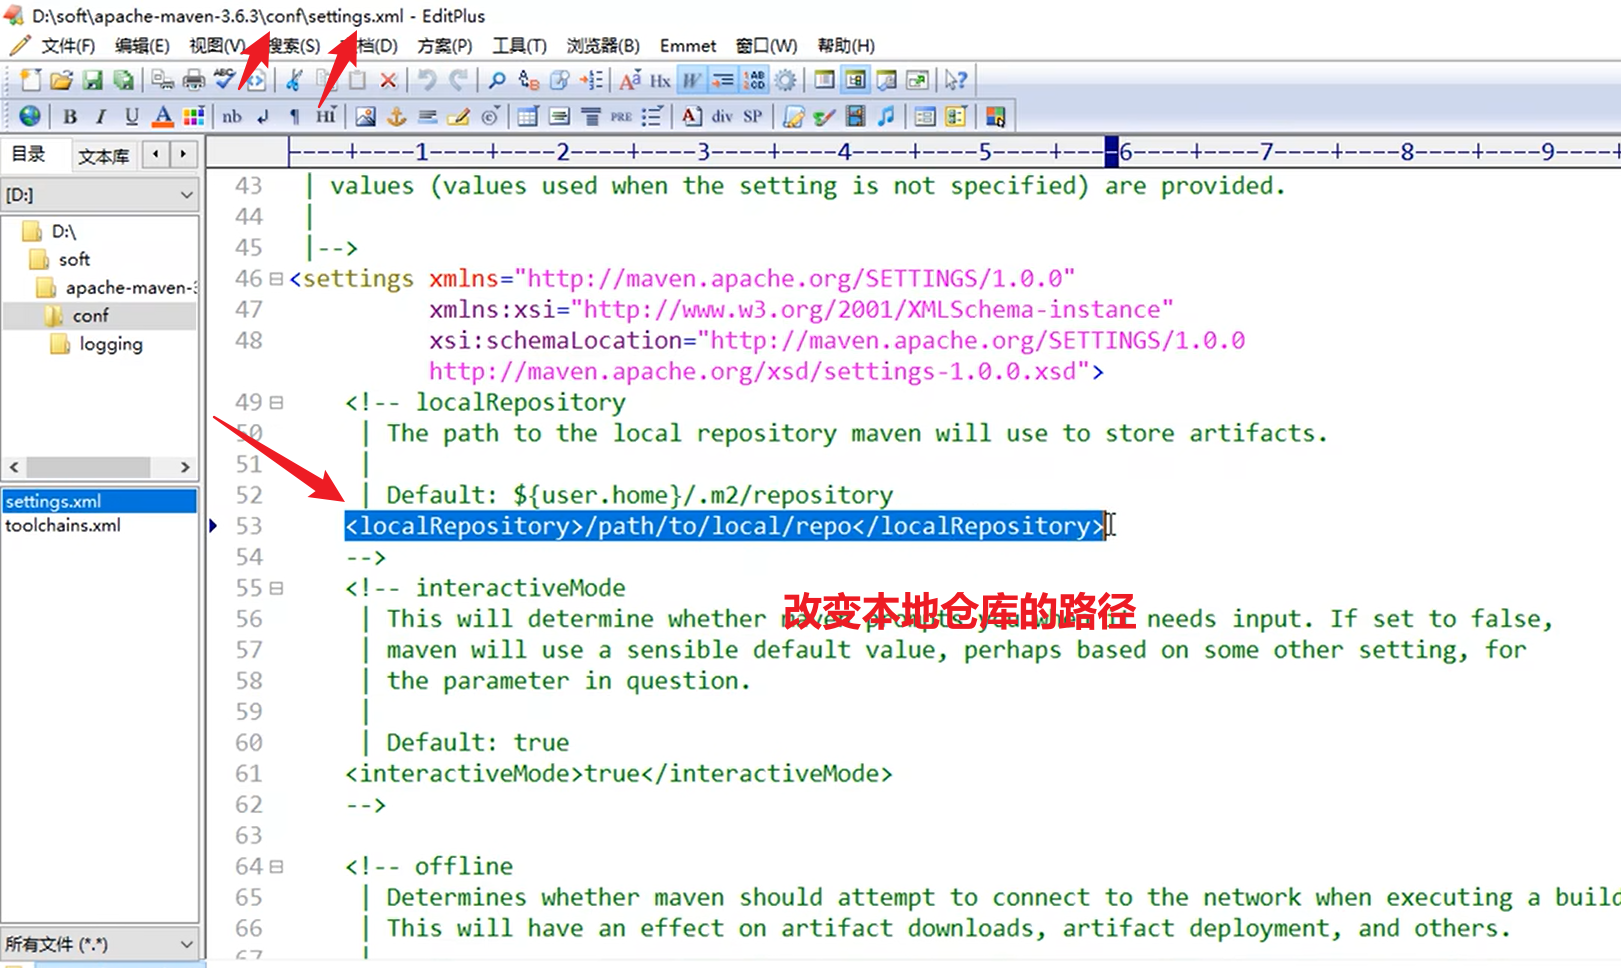 D:\soft\apache-maven-3.6.3\conf\settings.xml - EditPlus
文件(F) 编辑(E) 视图(V) 搜索(S) 档(D) 方案(P) 工具(T) 浏览器(B) Emmet 窗口(W) 帮助(H)
ABC Hx W
B I U A nb ¶ HI PRE A div SP
目录 文本库
1 2 3 4 5 6 7 8 9
[D:]
D:\
soft
apache-maven-3
conf
logging
settings.xml
toolchains.xml
所有文件 (*.*)
43 | values (values used when the setting is not specified) are provided.
44 |
45 |-->
46 <settings xmlns="http://maven.apache.org/SETTINGS/1.0.0"
47 xmlns:xsi="http://www.w3.org/2001/XMLSchema-instance"
48 xsi:schemaLocation="http://maven.apache.org/SETTINGS/1.0.0
http://maven.apache.org/xsd/settings-1.0.0.xsd">
49 <!-- localRepository
50 | The path to the local repository maven will use to store artifacts.
51 |
52 | Default: ${user.home}/.m2/repository
53 <localRepository>/path/to/local/repo</localRepository>
54 -->
55 <!-- interactiveMode
改变本地仓库的路径
56 | This will determine whether maven prompts you when it needs input. If set to false,
57 | maven will use a sensible default value, perhaps based on some other setting, for
58 | the parameter in question.
59 |
60 | Default: true
61 <interactiveMode>true</interactiveMode>
62 -->
63
64 <!-- offline
65 | Determines whether maven should attempt to connect to the network when executing a build
66 | This will have an effect on artifact downloads, artifact deployment, and others.
67 |